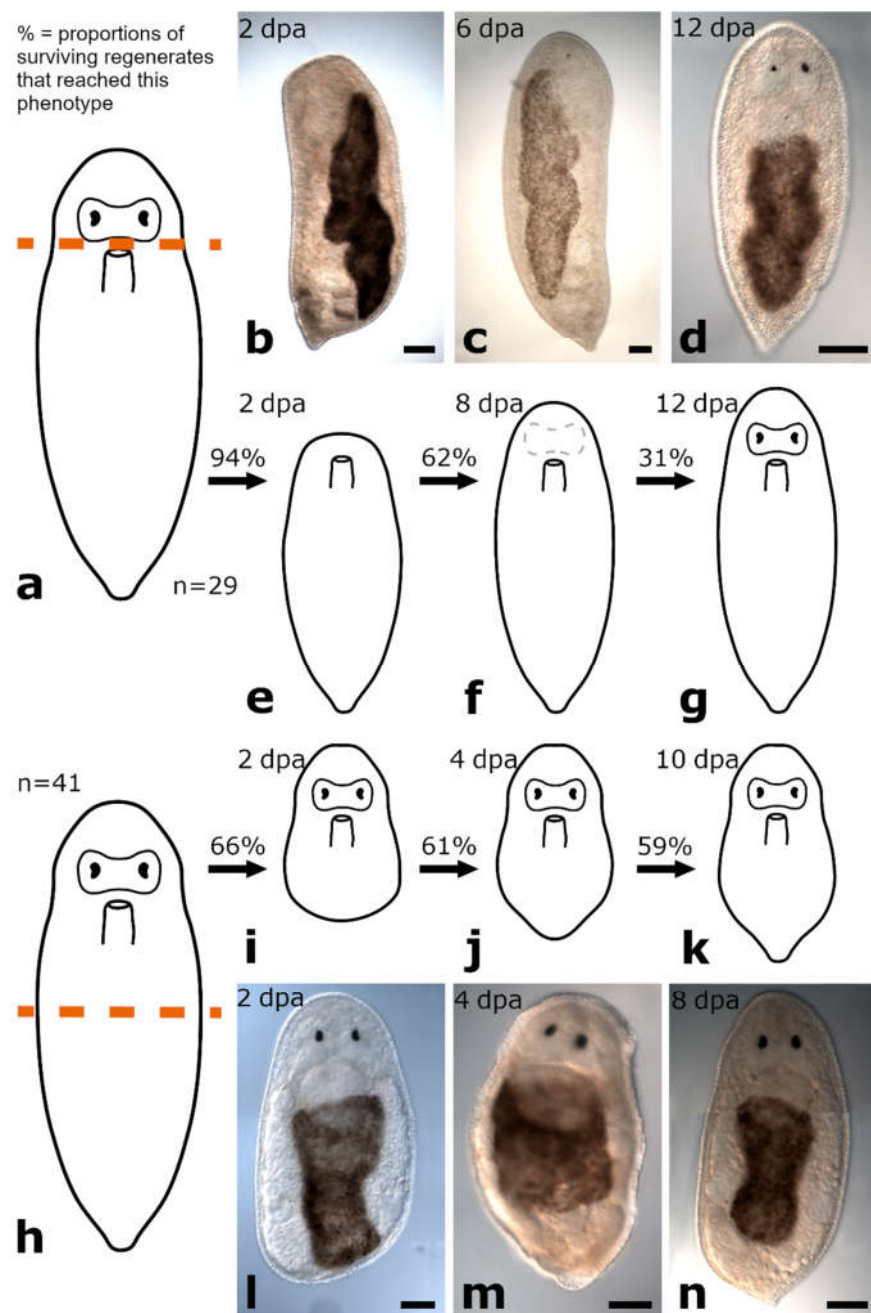 % = proportions of
surviving regenerates
that reached this
phenotype
2 dpa
6 dpa
12 dpa
b
c
d
2 dpa
8 dpa
12 dpa
94%
62%
31%
a
n=29
e
f
g
n=41
2 dpa
4 dpa
10 dpa
66%
61%
59%
i
j
k
h
2 dpa
4 dpa
8 dpa
l
m
n